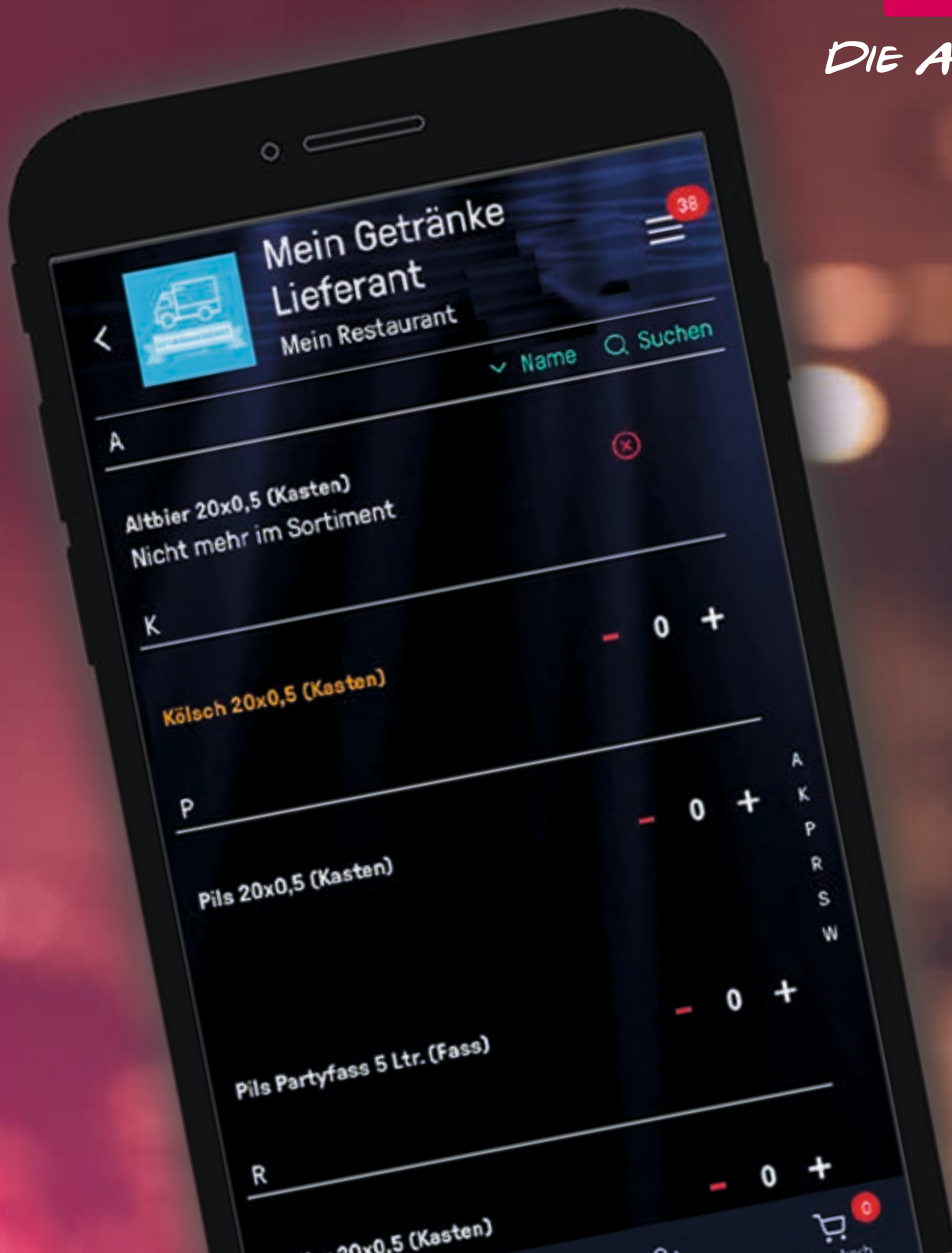 DIE A
38
Mein Getränke
Lieferant
Mein Restaurant
Name Suchen
A
Altbier 20x0,5 (Kasten)
Nicht mehr im Sortiment
K
- 0 +
Kölsch 20x0,5 (Kasten)
P
- 0 +
Pils 20x0,5 (Kasten)
- 0 +
Pils Partyfass 5 Ltr. (Fass)
R
- 0 +
20x0,5 (Kasten)
0
A
K
P
R
S
W